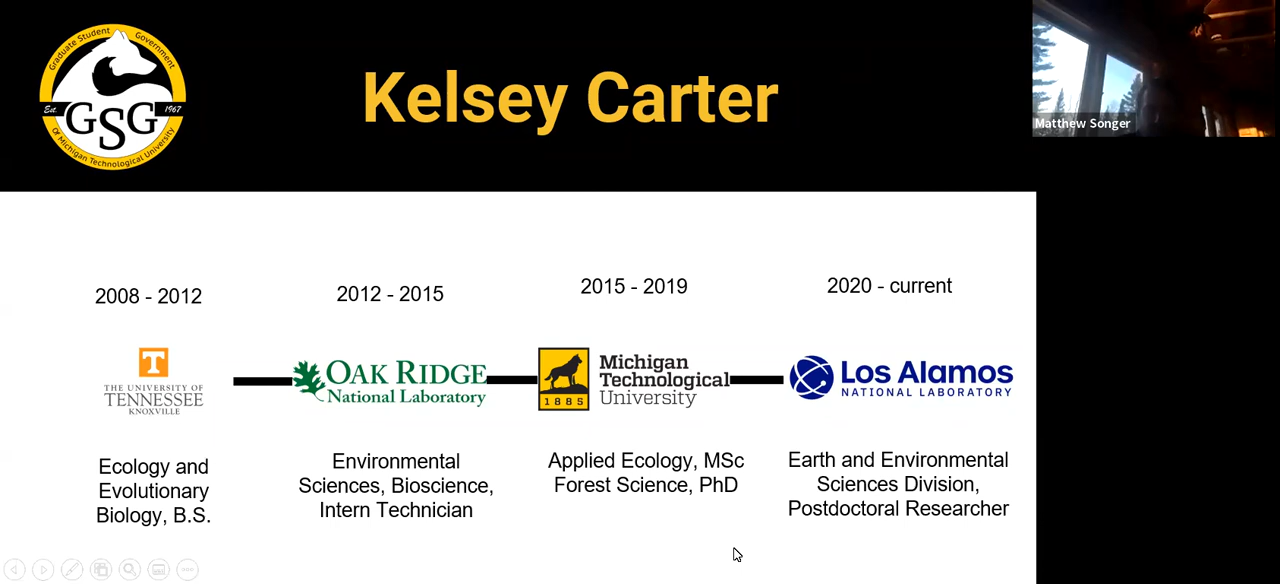 Graduate Student Government
Est. GSG 1967
Of Michigan Technological University
Kelsey Carter
Matthew Songer
2008 - 2012
2012 - 2015
2015 - 2019
2020 - current
T
THE UNIVERSITY OF
TENNESSEE
KNOXVILLE
OAK RIDGE
National Laboratory
1885
Michigan
Technological
University
Los Alamos
NATIONAL LABORATORY
Ecology and
Evolutionary
Biology, B.S.
Environmental
Sciences, Bioscience,
Intern Technician
Applied Ecology, MSc
Forest Science, PhD
Earth and Environmental
Sciences Division,
Postdoctoral Researcher